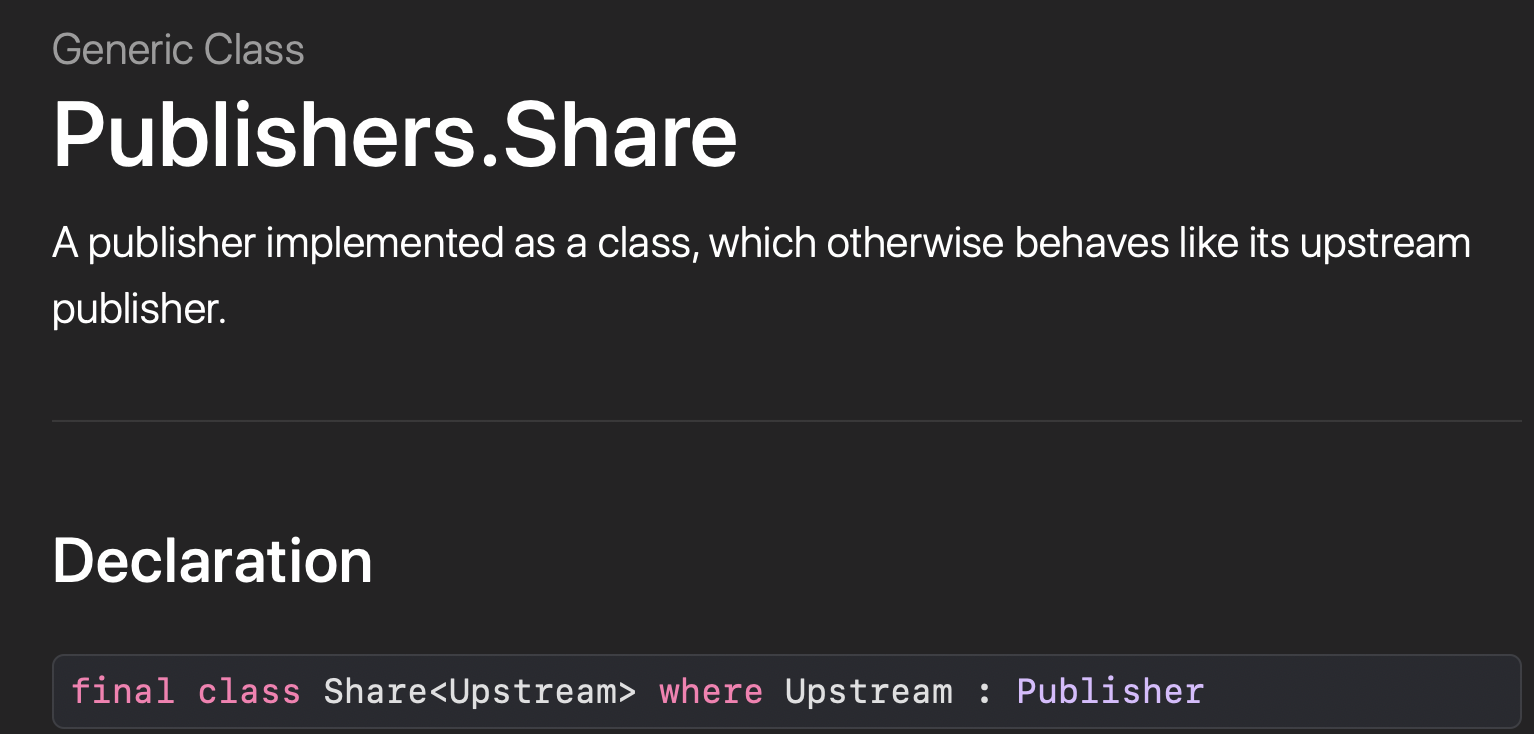 Generic Class
Publishers.Share
A publisher implemented as a class, which otherwise behaves like its upstream
publisher.
Declaration
final class Share<Upstream> where Upstream : Publisher